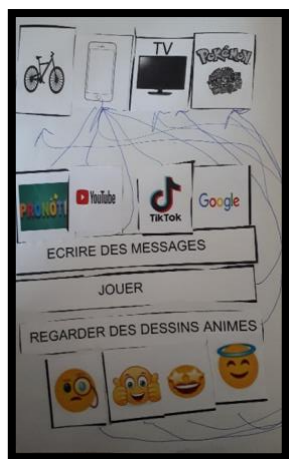 TV
POKÉMON
PRONOTE
YouTube
TikTok
Google
ECRIRE DES MESSAGES
JOUER
REGARDER DES DESSINS ANIMES